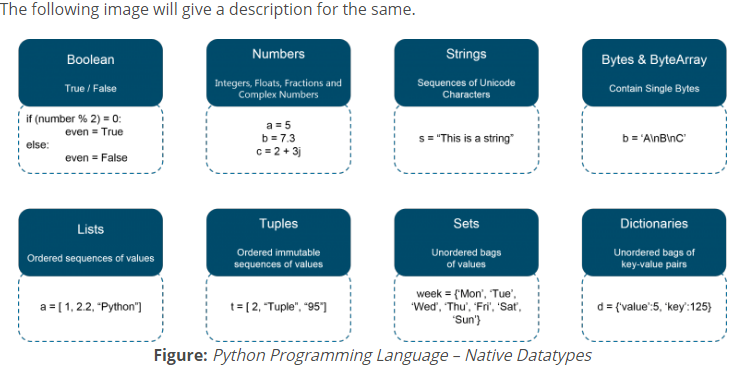 The following image will give a description for the same.
Boolean
True / False
if (number % 2) = 0:
even = True
else:
even = False
Numbers
Integers, Floats, Fractions and
Complex Numbers
a = 5
b = 7.3
c = 2 + 3j
Strings
Sequences of Unicode
Characters
s = "This is a string"
Bytes & ByteArray
Contain Single Bytes
b = 'A\nB\nC'
Lists
Ordered sequences of values
a = [ 1, 2.2, "Python"]
Tuples
Ordered immutable
sequences of values
t = [ 2, "Tuple", "95"]
Sets
Unordered bags
of values
week = {'Mon', 'Tue',
'Wed', 'Thu', 'Fri', 'Sat',
'Sun'}
Dictionaries
Unordered bags of
key-value pairs
d = {'value':5, 'key':125}
Figure: Python Programming Language – Native Datatypes